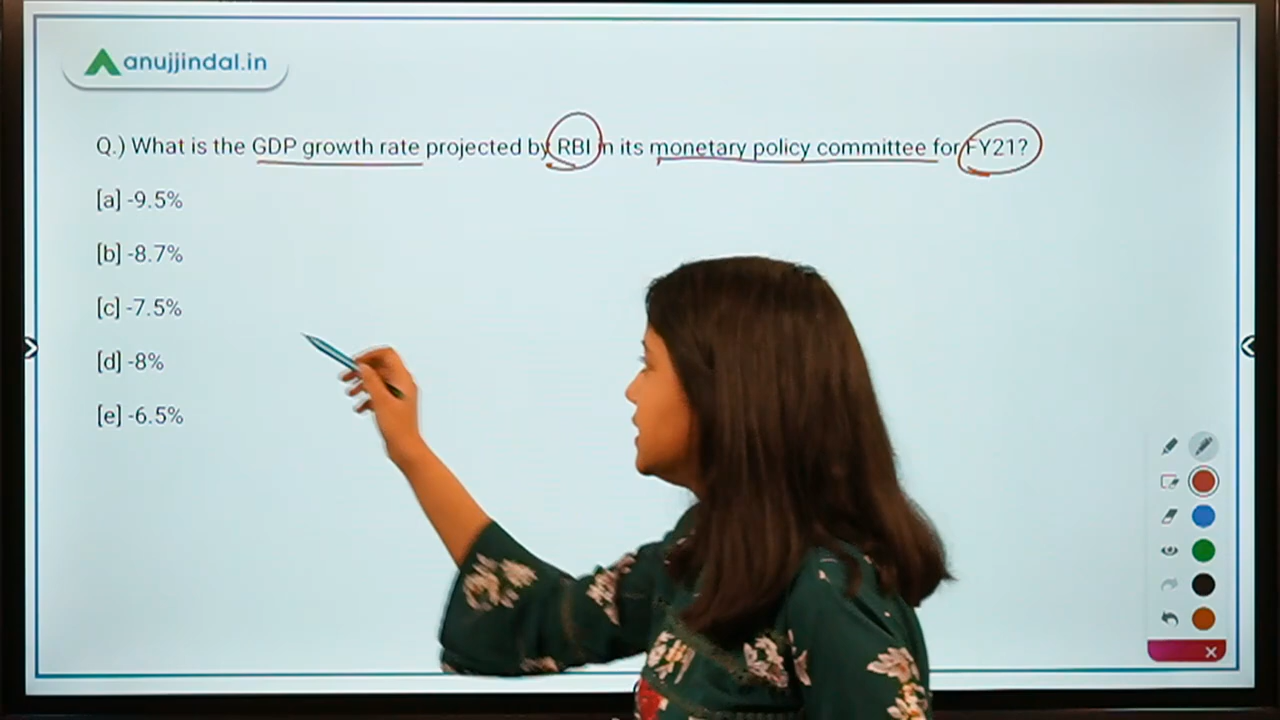 anujjindal.in
Q.) What is the GDP growth rate projected by RBI in its monetary policy committee for FY21?
[a] -9.5%
[b] -8.7%
[c] -7.5%
[d] -8%
[e] -6.5%